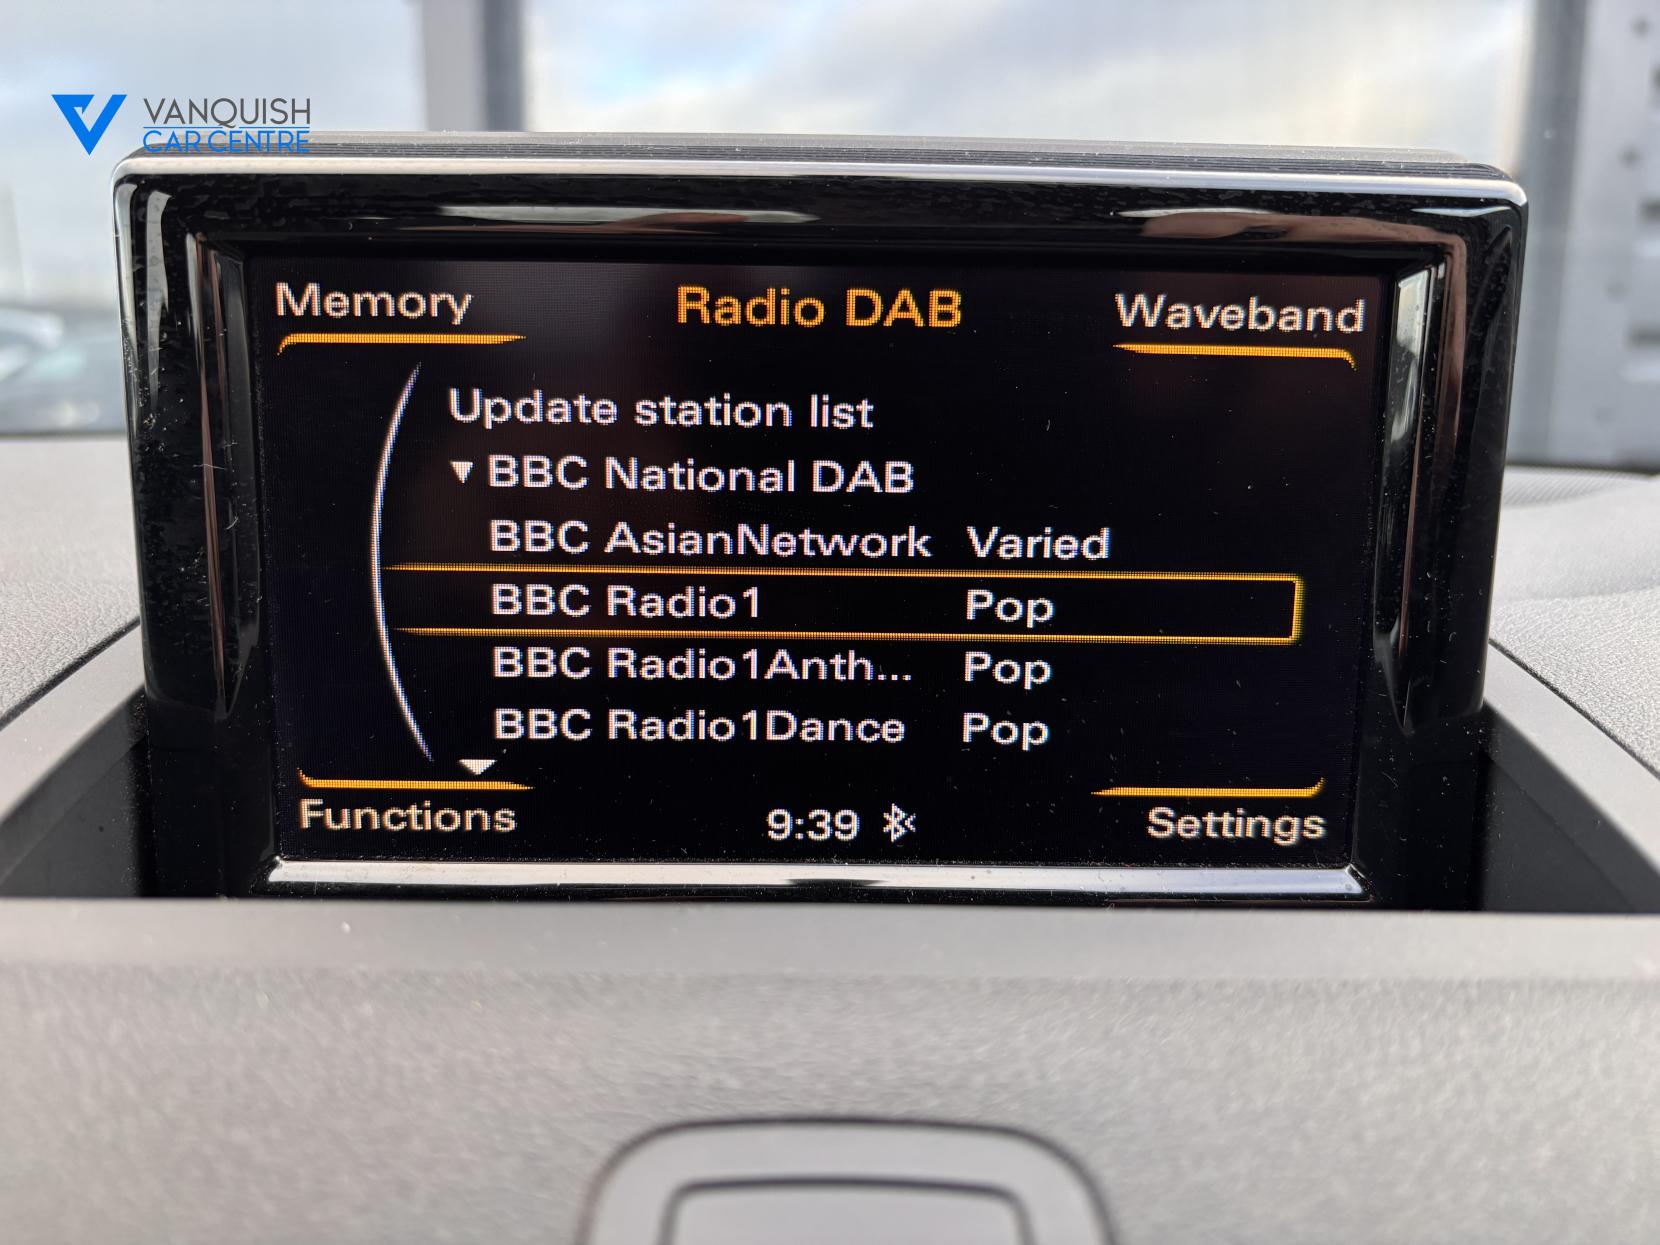 VANQUISH
CAR CENTRE
Memory Radio DAB Waveband
Update station list
▼ BBC National DAB
BBC AsianNetwork Varied
BBC Radio1 Pop
BBC Radio1Anth... Pop
BBC Radio1Dance Pop
Functions 9:39 Settings